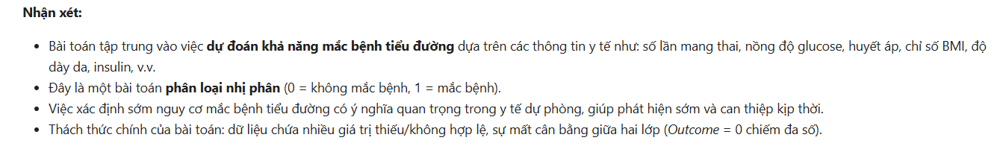 Nhận xét:
• Bài toán tập trung vào việc dự đoán khả năng mắc bệnh tiểu đường dựa trên các thông tin y tế như: số lần mang thai, nồng độ glucose, huyết áp, chỉ số BMI, độ
dày da, insulin, v.v.
• Đây là một bài toán phân loại nhị phân (0 = không mắc bệnh, 1 = mắc bệnh).
• Việc xác định sớm nguy cơ mắc bệnh tiểu đường có ý nghĩa quan trọng trong y tế dự phòng, giúp phát hiện sớm và can thiệp kịp thời.
• Thách thức chính của bài toán: dữ liệu chứa nhiều giá trị thiếu/không hợp lệ, sự mất cân bằng giữa hai lớp (Outcome = 0 chiếm đa số).